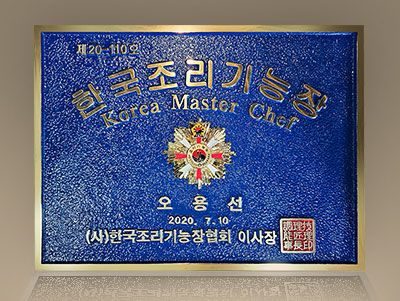 제20-110호
한국조리기능장
Korea Master Chef
오용선
2020. 7.10
(사)한국조리기능장협회 이사장